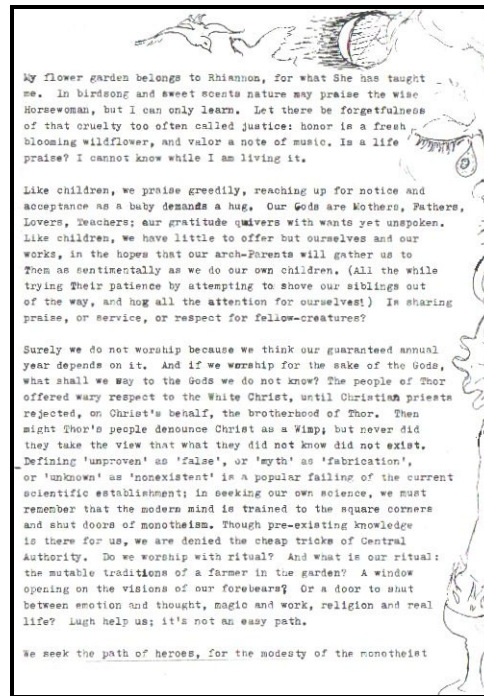 My flower garden belongs to Rhiannon, for what She has taught
me.  In birdsong and sweet scents nature may praise the wise
Horsewoman, but I can only learn.  Let there be forgetfulness
of that cruelty too often called justice: honor is a fresh
blooming wildflower, and valor a note of music. Is a life
praise? I cannot know while I am living it.

Like children, we praise greedily, reaching up for notice and
acceptance as a baby demands a hug.  Our Gods are Mothers, Fathers,
Lovers, Teachers; our gratitude quivers with wants yet unspoken.
Like children, we have little to offer but ourselves and our
works, in the hopes that our arch-Parents will gather us to
Them as sentimentally as we do our own children. (All the while
trying Their patience by attempting to shove our siblings out
of the way, and hog all the attention for ourselves!)  Is sharing
praise, or service, or respect for fellow-creatures?

Surely we do not worship because we think our guaranteed annual
year depends on it.  And if we worship for the sake of the Gods,
what shall we say to the Gods we do not know? The people of Thor
offered wary respect to the White Christ, until Christian priests
rejected, on Christ's behalf, the brotherhood of Thor.  Then
might Thor's people denounce Christ as a Wimp; but never did
they take the view that what they did not know did not exist.
Defining 'unproven' as 'false', or 'myth' as 'fabrication',
or 'unknown' as 'nonexistent' is a popular failing of the current
scientific establishment; in seeking our own science, we must
remember that the modern mind is trained to the square corners
and shut doors of monotheism. Though pre-existing knowledge
is there for us, we are denied the cheap tricks of Central
Authority.  Do we worship with ritual?  And what is our ritual:
the mutable traditions of a farmer in the garden?  A window
opening on the visions of our forebears?  Or a door to shut
between emotion and thought, magic and work, religion and real
life?  Lugh help us; it's not an easy path.

We seek the path of heroes, for the modesty of the monotheist